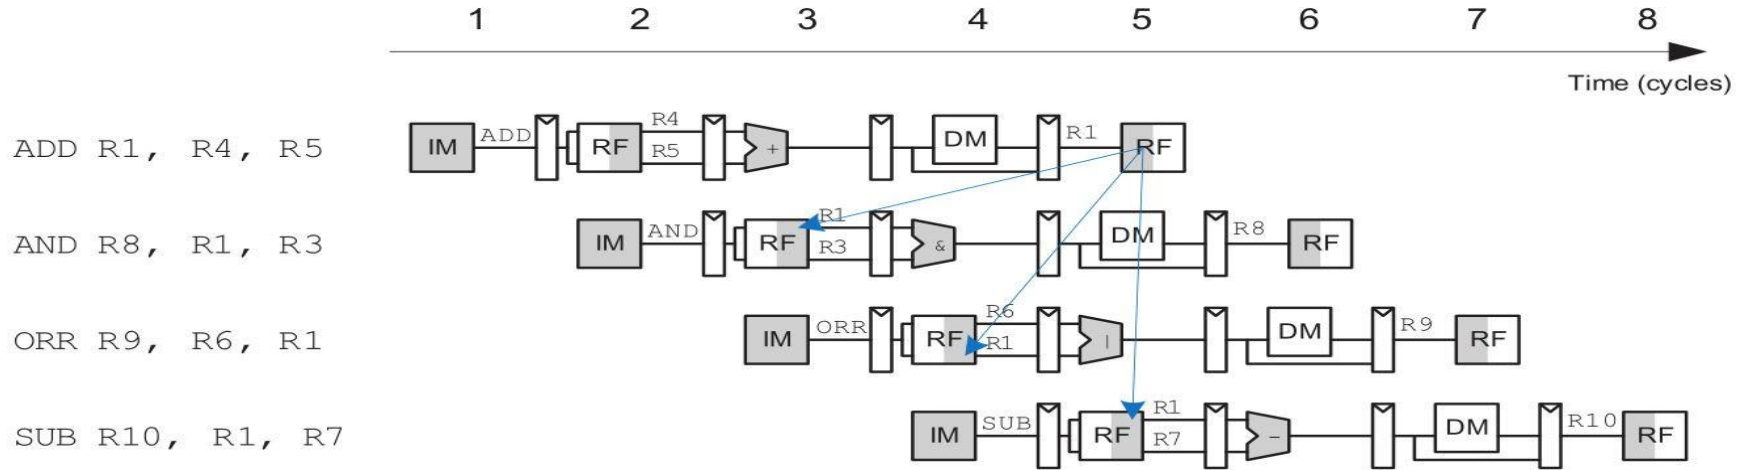 1 2 3 4 5 6 7 8
Time (cycles)
ADD R1, R4, R5 IM ADD RF R4 R5 + DM R1 RF
AND R8, R1, R3 IM AND RF R1 R3 & DM R8 RF
ORR R9, R6, R1 IM ORR RF R6 R1 | DM R9 RF
SUB R10, R1, R7 IM SUB RF R1 R7 - DM R10 RF